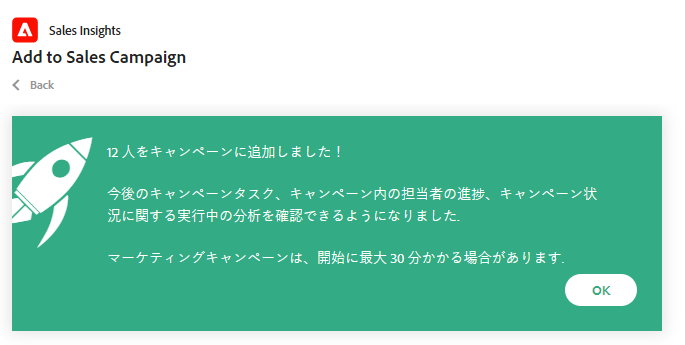 Sales Insights
Add to Sales Campaign
Back
12 人をキャンペーンに追加しました！
今後のキャンペーンタスク、キャンペーン内の担当者の進捗、キャンペーン状
況に関する実行中の分析を確認できるようになりました.
マーケティングキャンペーンは、開始に最大 30 分かかる場合があります.
OK